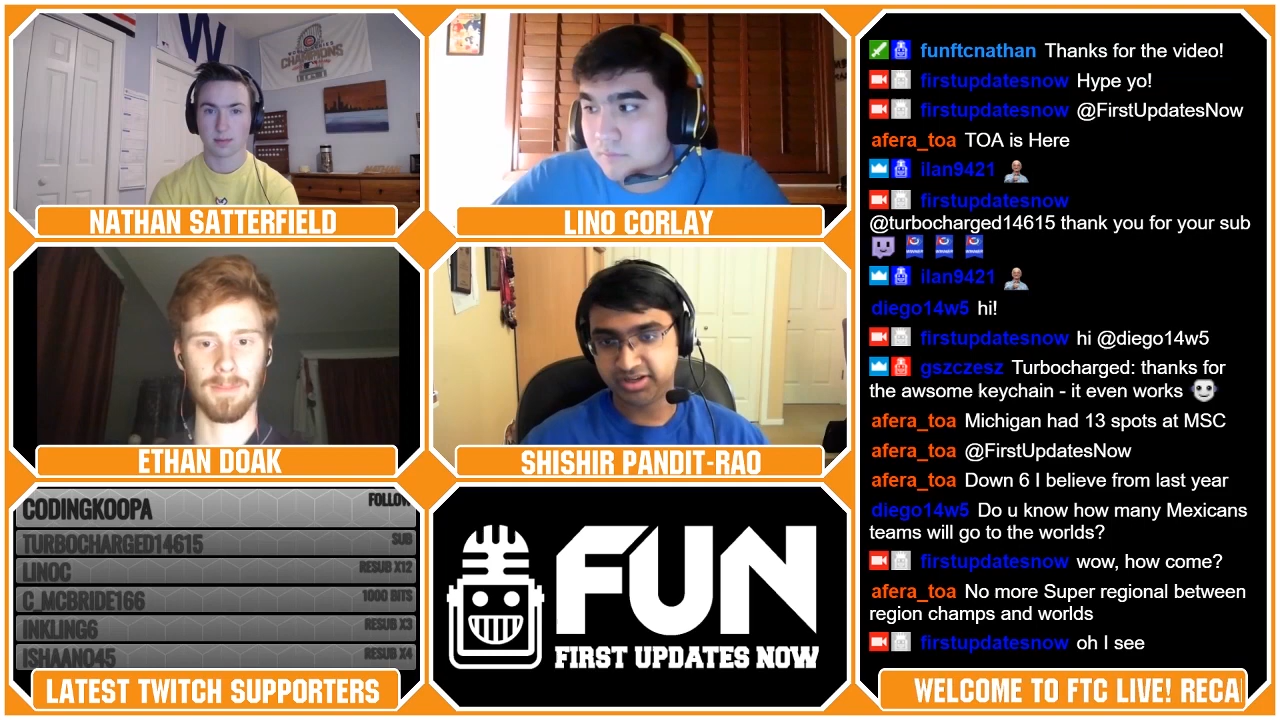 W
CHAMPIONS
NATHAN SATTERFIELD
LINO CORLAY
ETHAN DOAK
SHISHIR PANDIT-RAO
CODINGKOOPA FOLLOW
TURBOCHARGED14615 SUB
LINOC RESUB X12
C_MCBRIDE166 1000 BITS
INKLING6 RESUB X3
ISHAAN045 RESUB X4
LATEST TWITCH SUPPORTERS
FUN
FIRST UPDATES NOW
funftcnathan Thanks for the video!
firstupdatesnow Hype yo!
firstupdatesnow @FirstUpdatesNow
afera_toa TOA is Here
ilan9421
firstupdatesnow
@turbocharged14615 thank you for your sub
ilan9421
diego14w5 hi!
firstupdatesnow hi @diego14w5
gszczesz Turbocharged: thanks for
the awsome keychain - it even works
afera_toa Michigan had 13 spots at MSC
afera_toa @FirstUpdatesNow
afera_toa Down 6 I believe from last year
diego14w5 Do u know how many Mexicans
teams will go to the worlds?
firstupdatesnow wow, how come?
afera_toa No more Super regional between
region champs and worlds
firstupdatesnow oh I see
WELCOME TO FTC LIVE! RECA